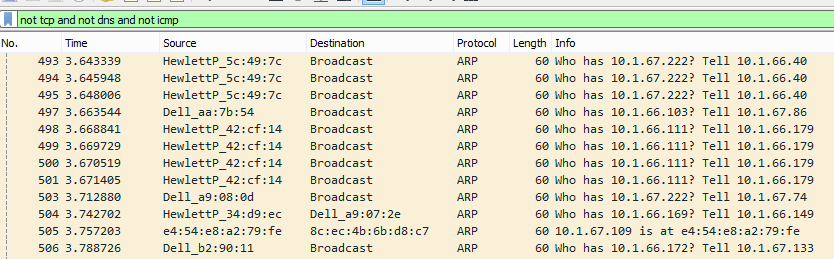 not tcp and not dns and not icmp
No. Time Source Destination Protocol Length Info
493 3.643339 HewlettP_5c:49:7c Broadcast ARP 60 Who has 10.1.67.222? Tell 10.1.66.40
494 3.645948 HewlettP_5c:49:7c Broadcast ARP 60 Who has 10.1.67.222? Tell 10.1.66.40
495 3.648006 HewlettP_5c:49:7c Broadcast ARP 60 Who has 10.1.67.222? Tell 10.1.66.40
497 3.663544 Dell_aa:7b:54 Broadcast ARP 60 Who has 10.1.66.103? Tell 10.1.67.86
498 3.668841 HewlettP_42:cf:14 Broadcast ARP 60 Who has 10.1.66.111? Tell 10.1.66.179
499 3.669729 HewlettP_42:cf:14 Broadcast ARP 60 Who has 10.1.66.111? Tell 10.1.66.179
500 3.670519 HewlettP_42:cf:14 Broadcast ARP 60 Who has 10.1.66.111? Tell 10.1.66.179
501 3.671405 HewlettP_42:cf:14 Broadcast ARP 60 Who has 10.1.66.111? Tell 10.1.66.179
503 3.712880 Dell_a9:08:0d Broadcast ARP 60 Who has 10.1.67.222? Tell 10.1.67.74
504 3.742702 HewlettP_34:d9:ec Dell_a9:07:2e ARP 60 Who has 10.1.66.169? Tell 10.1.66.149
505 3.757203 e4:54:e8:a2:79:fe 8c:ec:4b:6b:d8:c7 ARP 60 10.1.67.109 is at e4:54:e8:a2:79:fe
506 3.788726 Dell_b2:90:11 Broadcast ARP 60 Who has 10.1.66.172? Tell 10.1.67.133